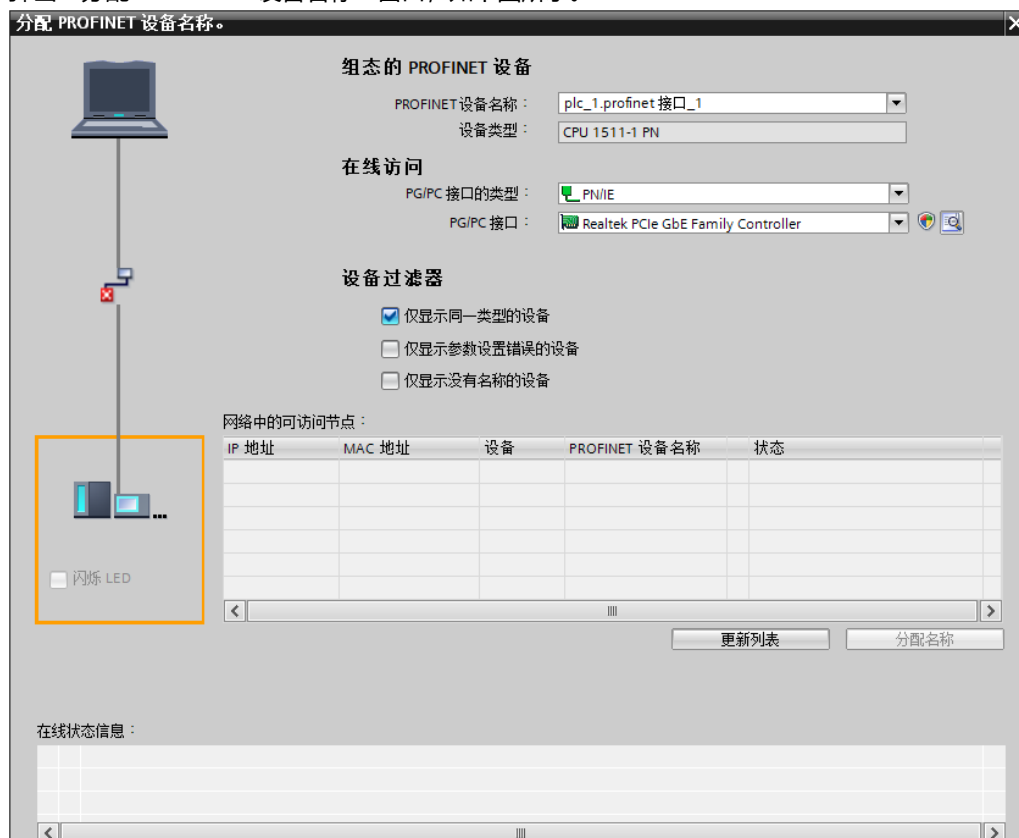 分配 PROFINET 设备名称。
组态的 PROFINET 设备
PROFINET设备名称： plc_1.profinet 接口_1
设备类型： CPU 1511-1 PN
在线访问
PG/PC 接口的类型： PN/IE
PG/PC 接口： Realtek PCIe GbE Family Controller
设备过滤器
仅显示同一类型的设备
仅显示参数设置错误的设备
仅显示没有名称的设备
网络中的可访问节点：
IP 地址 MAC 地址 设备 PROFINET 设备名称 状态
闪烁 LED
更新列表 分配名称
在线状态信息：